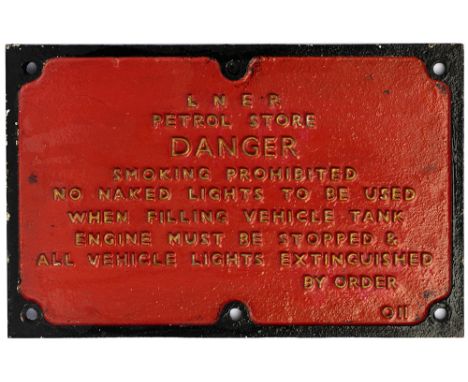 L N E R
PETROL STORE
DANGER
SMOKING PROHIBITED
NO NAKED LIGHTS TO BE USED
WHEN FILLING VEHICLE TANK
ENGINE MUST BE STOPPED &
ALL VEHICLE LIGHTS EXTINGUISHED
BY ORDER
O11